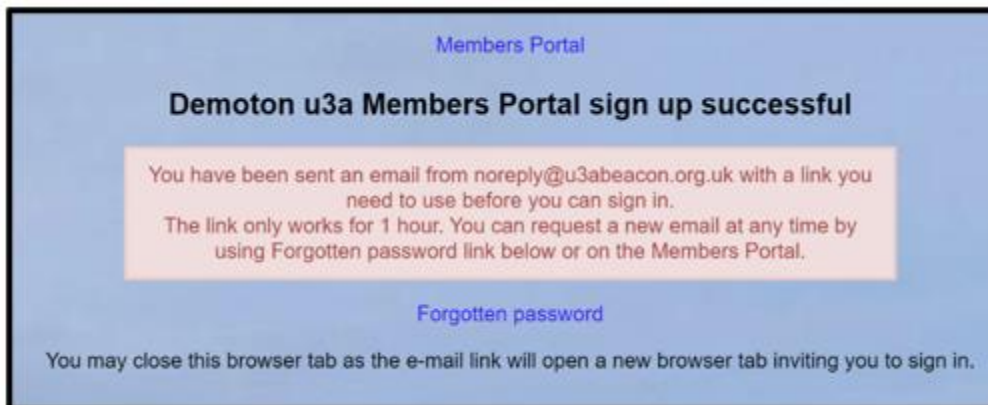 Members Portal
Demoton u3a Members Portal sign up successful
You have been sent an email from noreply@u3abeacon.org.uk with a link you
need to use before you can sign in.
The link only works for 1 hour. You can request a new email at any time by
using Forgotten password link below or on the Members Portal.
Forgotten password
You may close this browser tab as the e-mail link will open a new browser tab inviting you to sign in.